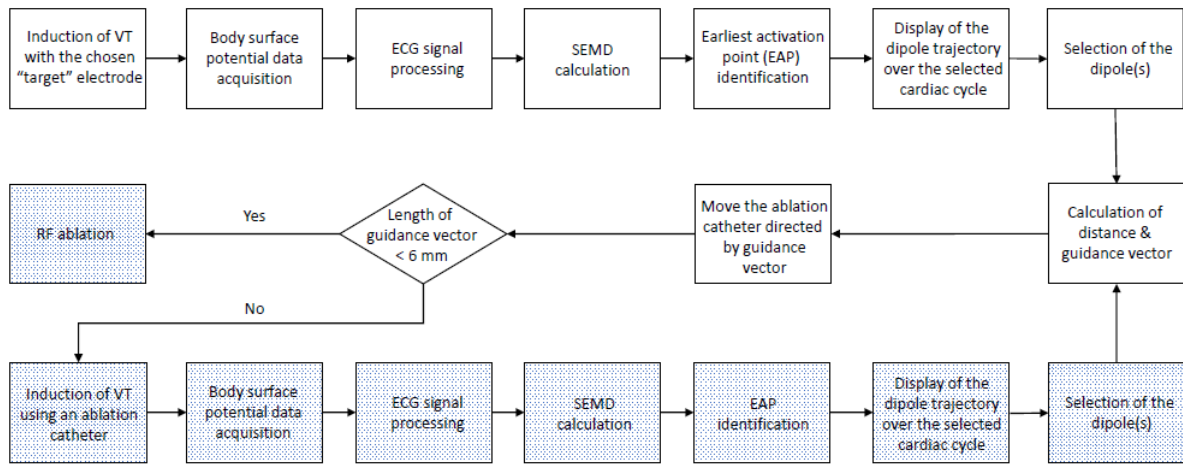 Induction of VT
with the chosen
“target” electrode
Body surface
potential data
acquisition
ECG signal
processing
SEMD
calculation
Earliest activation
point (EAP)
identification
Display of the
dipole trajectory
over the selected
cardiac cycle
Selection of the
dipole(s)
RF ablation
Yes
Length of
guidance vector
< 6 mm
Move the ablation
catheter directed
by guidance
vector
Calculation of
distance &
guidance vector
No
Induction of VT
using an ablation
catheter
Body surface
potential data
acquisition
ECG signal
processing
SEMD
calculation
EAP
identification
Display of the
dipole trajectory
over the selected
cardiac cycle
Selection of the
dipole(s)